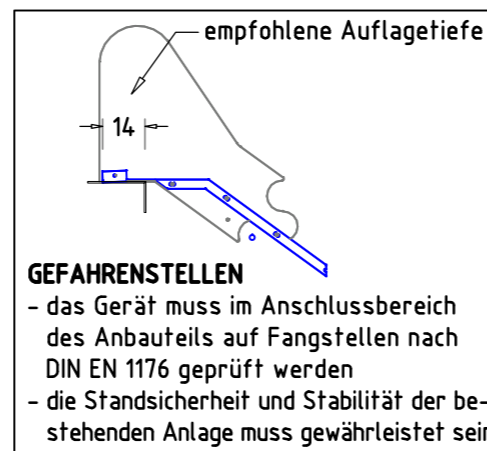 empfohlene Auflagetiefe
14
GEFAHRENSTELLEN
- das Gerät muss im Anschlussbereich
des Anbauteils auf Fangstellen nach
DIN EN 1176 geprüft werden
- die Standsicherheit und Stabilität der be-
stehenden Anlage muss gewährleistet sein